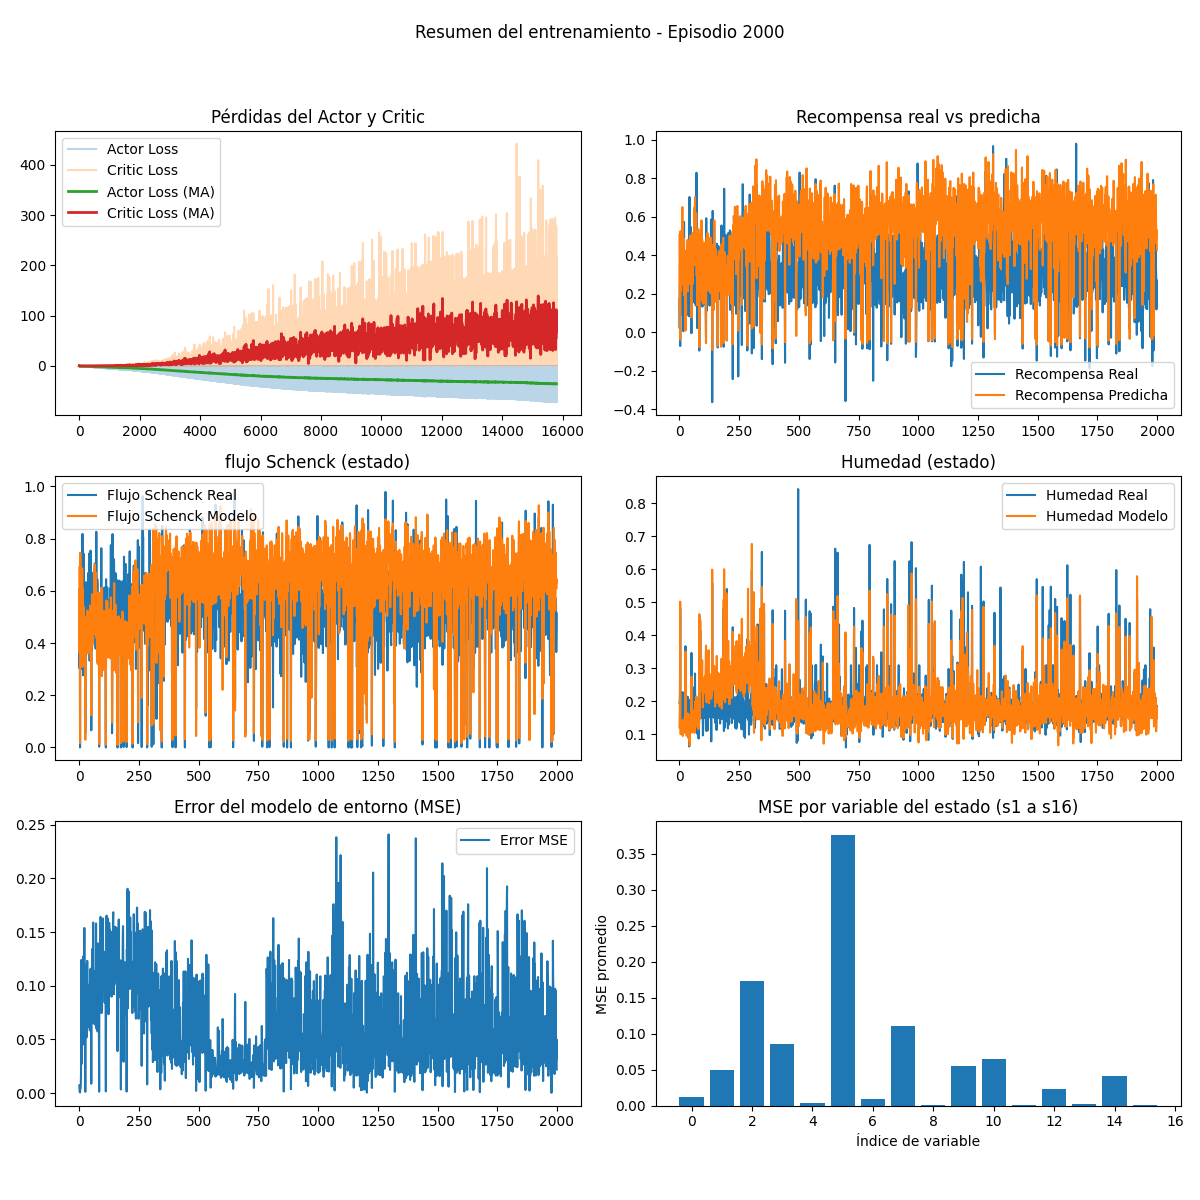 Resumen del entrenamiento - Episodio 2000
Pérdidas del Actor y Critic
Actor Loss
Critic Loss
Actor Loss (MA)
Critic Loss (MA)
400
300
200
100
0
0 2000 4000 6000 8000 10000 12000 14000 16000
Recompensa real vs predicha
1.0
0.8
0.6
0.4
0.2
0.0
−0.2
−0.4
Recompensa Real
Recompensa Predicha
0 250 500 750 1000 1250 1500 1750 2000
flujo Schenck (estado)
Flujo Schenck Real
Flujo Schenck Modelo
1.0
0.8
0.6
0.4
0.2
0.0
0 250 500 750 1000 1250 1500 1750 2000
Humedad (estado)
Humedad Real
Humedad Modelo
0.8
0.7
0.6
0.5
0.4
0.3
0.2
0.1
0 250 500 750 1000 1250 1500 1750 2000
Error del modelo de entorno (MSE)
Error MSE
0.25
0.20
0.15
0.10
0.05
0.00
0 250 500 750 1000 1250 1500 1750 2000
MSE por variable del estado (s1 a s16)
MSE promedio
0.35
0.30
0.25
0.20
0.15
0.10
0.05
0.00
0 2 4 6 8 10 12 14 16
Índice de variable